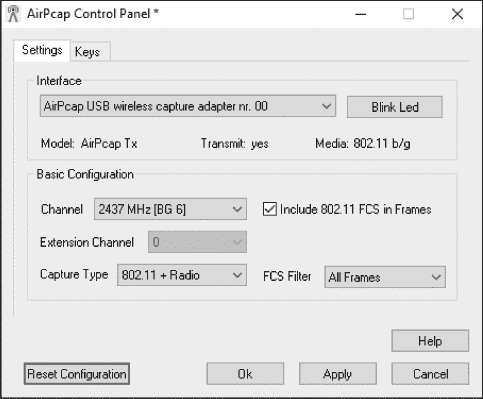 AirPcap Control Panel *
Settings Keys
Interface
AirPcap USB wireless capture adapter nr. 00 Blink Led
Model: AirPcap Tx Transmit: yes Media: 802.11 b/g
Basic Configuration
Channel 2437 MHz [BG 6] Include 802.11 FCS in Frames
Extension Channel 0
Capture Type 802.11 + Radio FCS Filter All Frames
Help
Reset Configuration Ok Apply Cancel